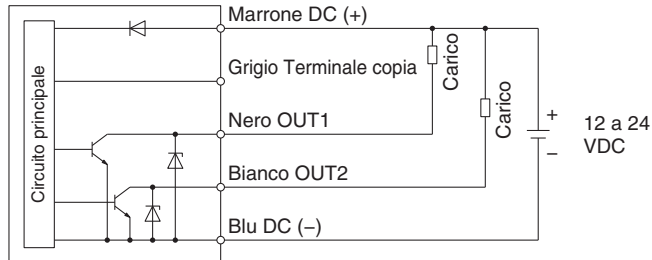 Marrone DC (+)
Grigio Terminale copia
Nero OUT1
Bianco OUT2
Blu DC (−)
Circuito principale
Carico
Carico
+
−
12 a 24
VDC